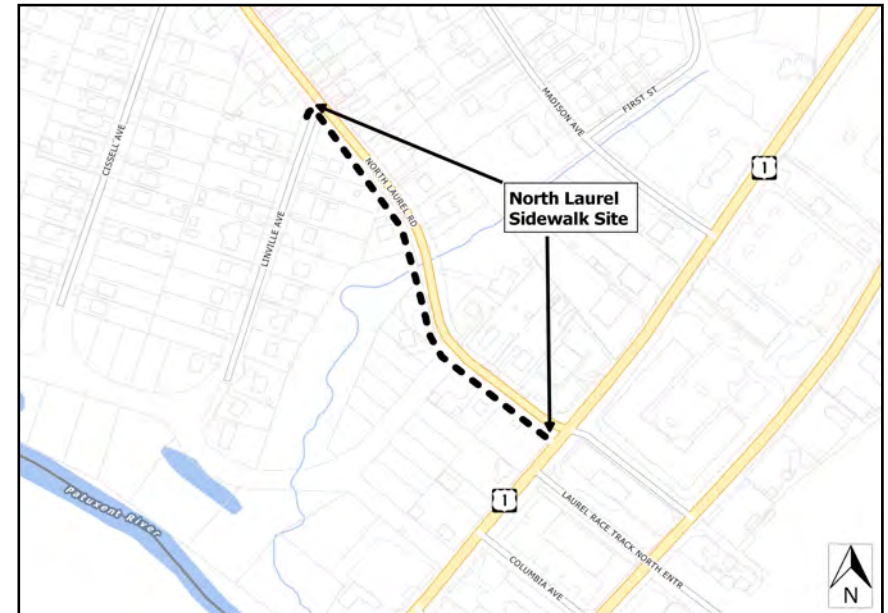 CISSELL AVE
LINVILLE AVE
NORTH LAUREL RD
MADISON AVE
FIRST ST
1
North Laurel
Sidewalk Site
1
LAUREL RACE TRACK NORTH ENTR
COLUMBIA AVE
Patuxent River
N